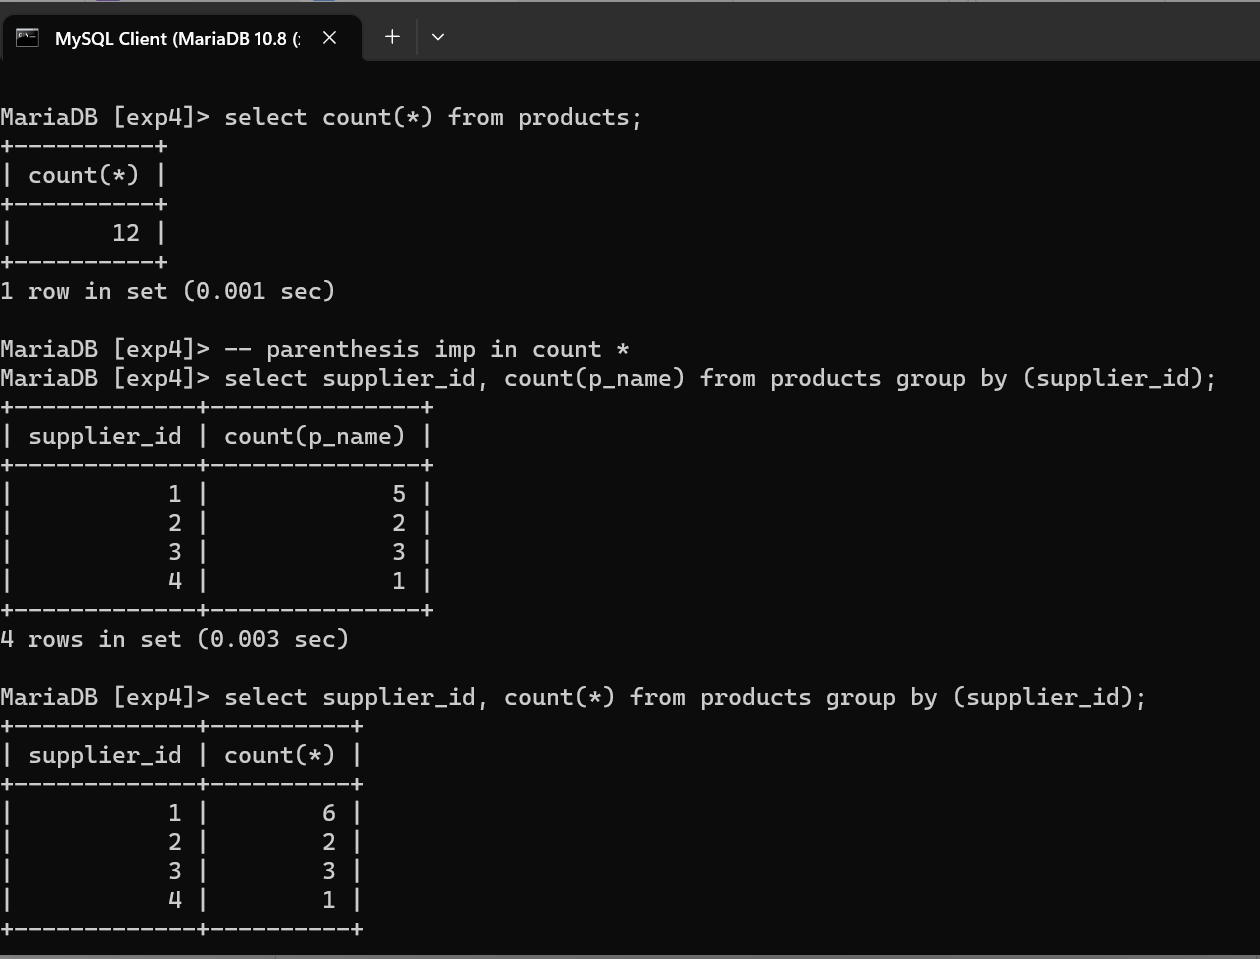 MySQL Client (MariaDB 10.8 (
MariaDB [exp4]> select count(*) from products;
+----------+
| count(*) |
+----------+
|       12 |
+----------+
1 row in set (0.001 sec)
MariaDB [exp4]> -- parenthesis imp in count *
MariaDB [exp4]> select supplier_id, count(p_name) from products group by (supplier_id);
+-------------+---------------+
| supplier_id | count(p_name) |
+-------------+---------------+
|           1 |             5 |
|           2 |             2 |
|           3 |             3 |
|           4 |             1 |
+-------------+---------------+
4 rows in set (0.003 sec)
MariaDB [exp4]> select supplier_id, count(*) from products group by (supplier_id);
+-------------+----------+
| supplier_id | count(*) |
+-------------+----------+
|           1 |        6 |
|           2 |        2 |
|           3 |        3 |
|           4 |        1 |
+-------------+----------+